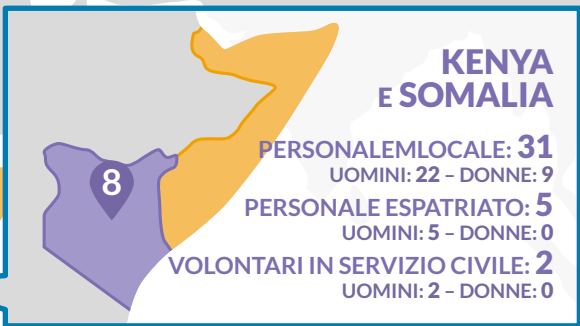 KENYA
E SOMALIA
PERSONALEMLOCALE: 31
UOMINI: 22 – DONNE: 9
PERSONALE ESPATRIATO: 5
UOMINI: 5 – DONNE: 0
VOLONTARI IN SERVIZIO CIVILE: 2
UOMINI: 2 – DONNE: 0
8